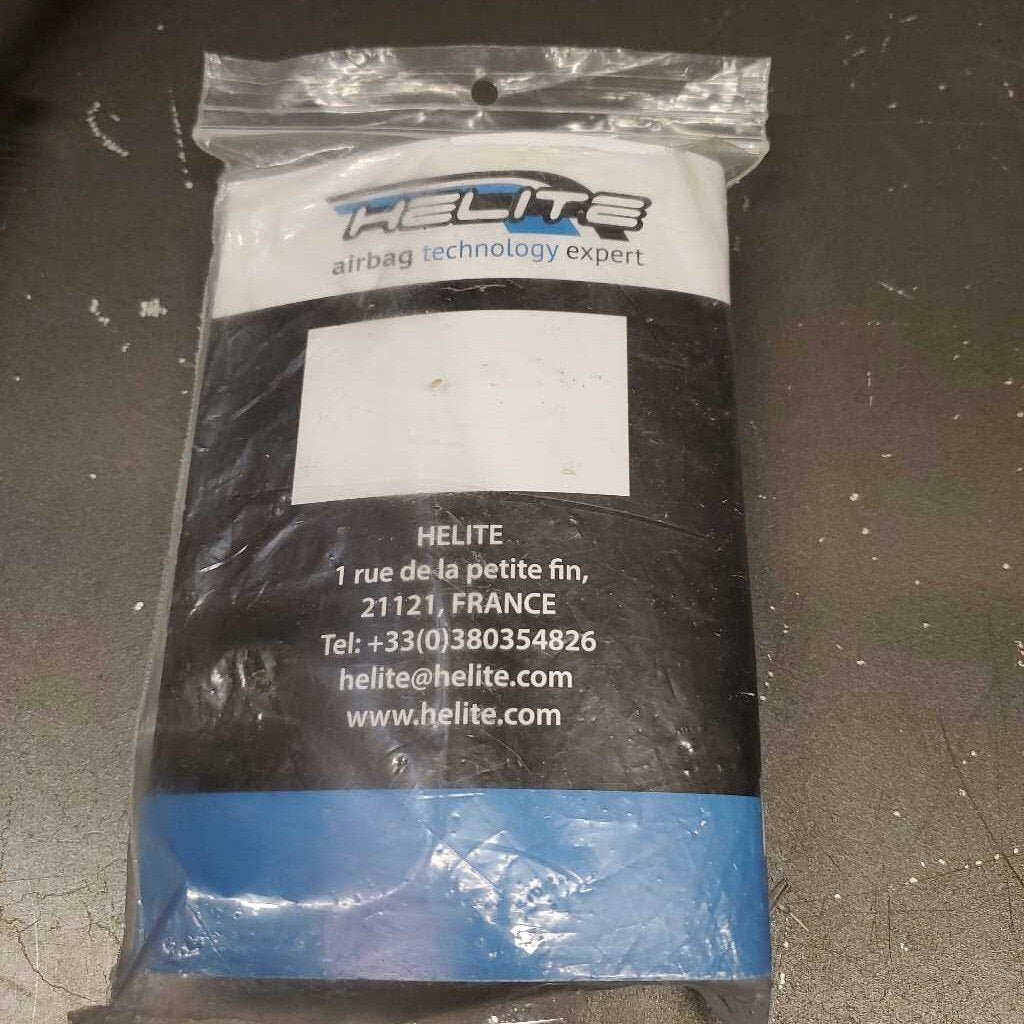 HELITE
airbag technology expert
HELITE
1 rue de la petite fin,
21121, FRANCE
Tel: +33(0)380354826
helite@helite.com
www.helite.com